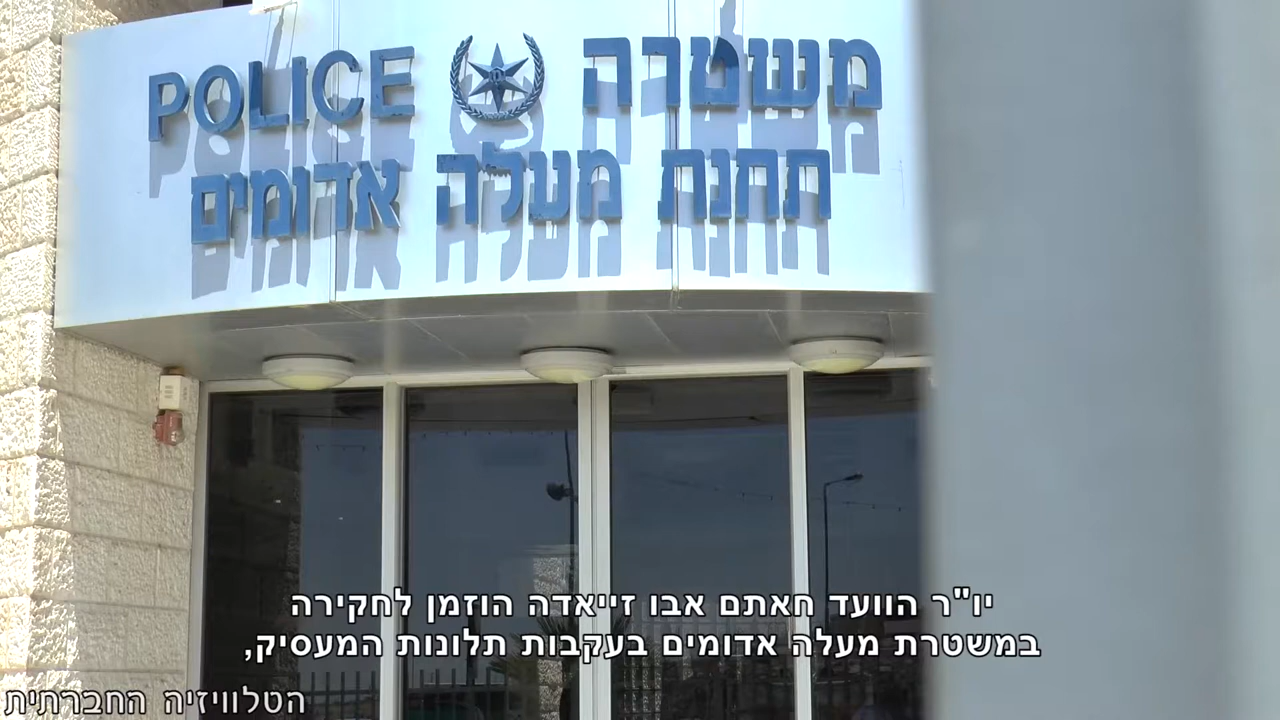 POLICE משטרה
תחנת מעלה אדומים
יו"ר הוועד חאתם אבו זייאדה הוזמן לחקירה
במשטרת מעלה אדומים בעקבות תלונות המעסיק,
הטלוויזיה החברתית